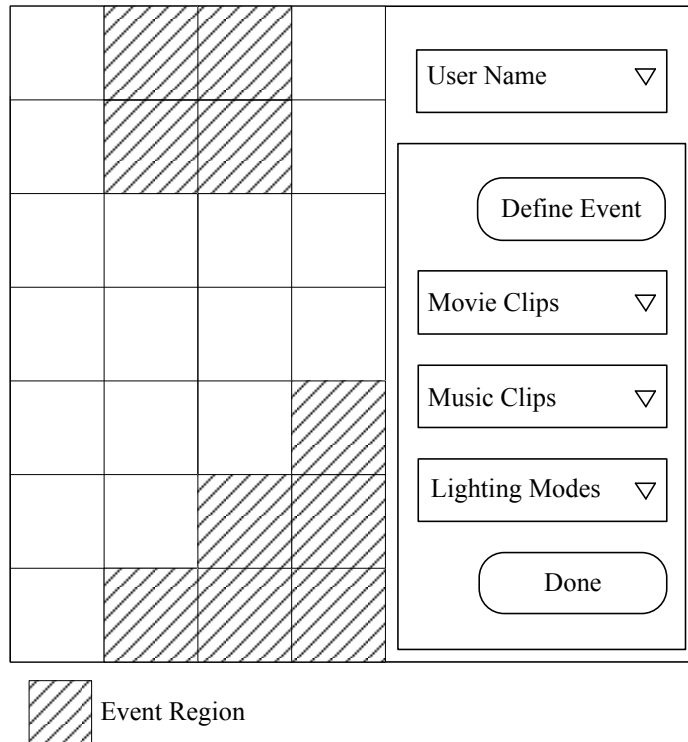 User Name
Define Event
Movie Clips
Music Clips
Lighting Modes
Done
Event Region